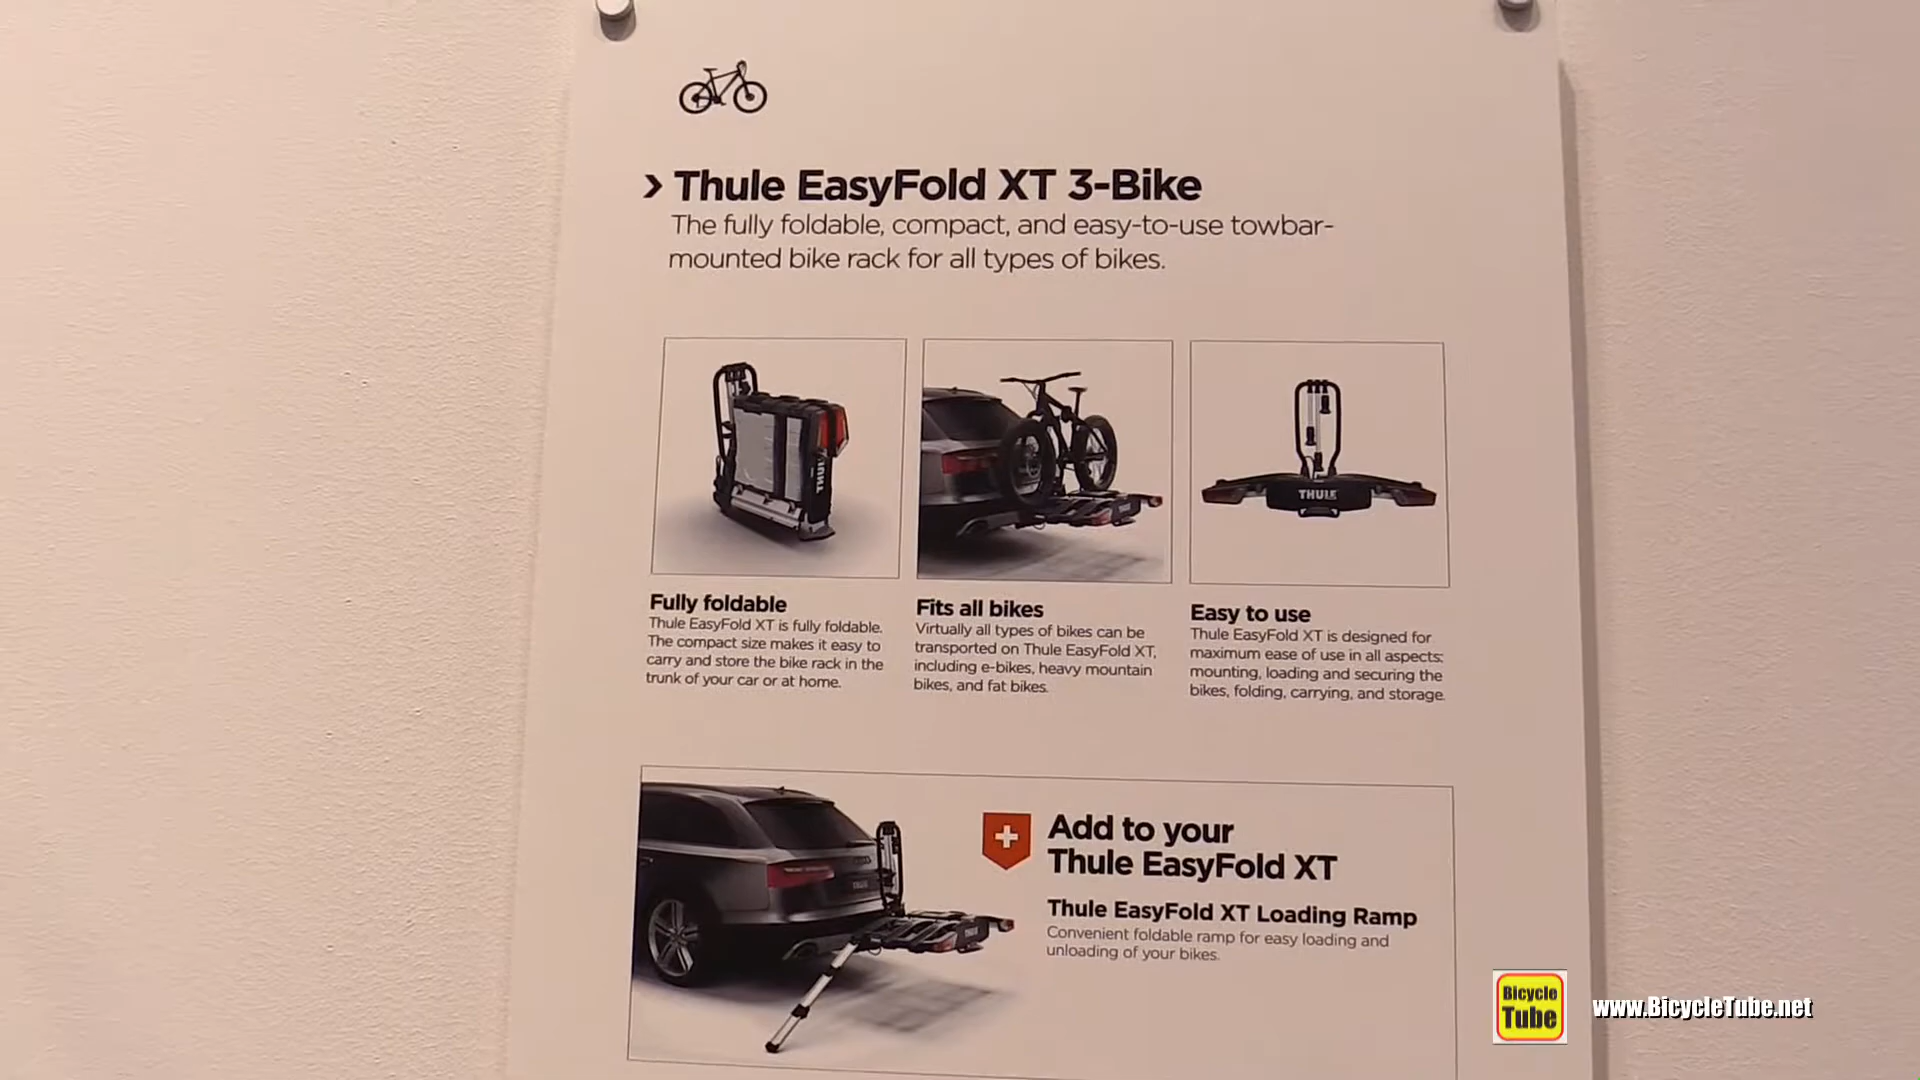 › Thule EasyFold XT 3-Bike
The fully foldable, compact, and easy-to-use towbar-
mounted bike rack for all types of bikes.
THULE
THULE
Fully foldable
Thule EasyFold XT is fully foldable.
The compact size makes it easy to
carry and store the bike rack in the
trunk of your car or at home.
Fits all bikes
Virtually all types of bikes can be
transported on Thule EasyFold XT,
including e-bikes, heavy mountain
bikes, and fat bikes.
Easy to use
Thule EasyFold XT is designed for
maximum ease of use in all aspects:
mounting, loading and securing the
bikes, folding, carrying, and storage.
Add to your
Thule EasyFold XT
Thule EasyFold XT Loading Ramp
Convenient foldable ramp for easy loading and
unloading of your bikes.
THULE
Bicycle
Tube
www.BicycleTube.net